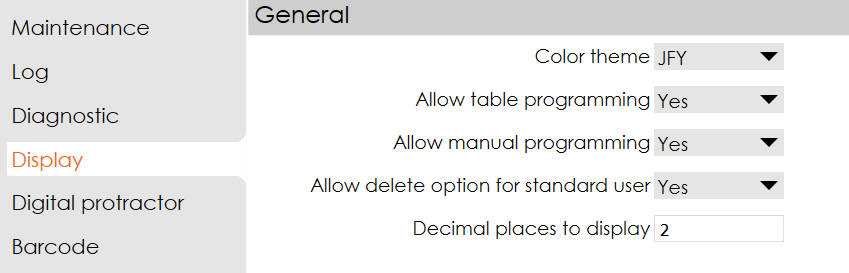 Maintenance
Log
Diagnostic
Display
Digital protractor
Barcode
General
Color theme JFY
Allow table programming Yes
Allow manual programming Yes
Allow delete option for standard user Yes
Decimal places to display 2